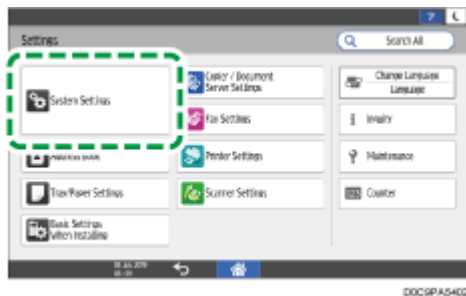 Settings
Search All
System Settings
Copier / Document
Server Settings
Change Language
Language
Fax Settings
Inquiry
Address Book
Printer Settings
Maintenance
Tray/Paper Settings
Scanner Settings
Counter
Basic Settings
When Installing
D0C9PA5402